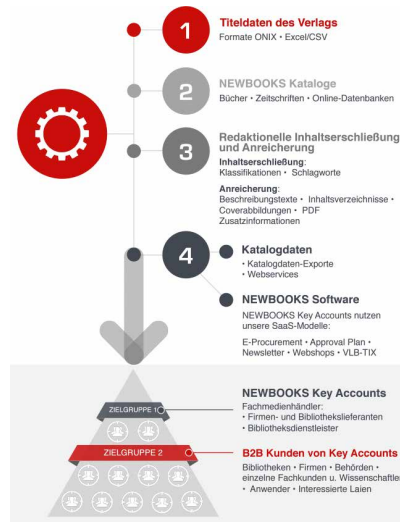 1
Titeldaten des Verlags
Formate ONIX • Excel/CSV
2
NEWBOOKS Kataloge
Bücher • Zeitschriften • Online-Datenbanken
3
Redaktionelle Inhaltserschließung
und Anreicherung
Inhaltserschließung:
Klassifikationen • Schlagworte
Anreicherung:
Beschreibungstexte • Inhaltsverzeichnisse •
Coverabbildungen • PDF
Zusatzinformationen
4
Katalogdaten
• Katalogdaten-Exporte
• Webservices
NEWBOOKS Software
NEWBOOKS Key Accounts nutzen
unsere SaaS-Modelle:
E-Procurement • Approval Plan •
Newsletter • Webshops • VLB-TIX
ZIELGRUPPE 1
NEWBOOKS Key Accounts
Fachmedienhändler:
• Firmen- und Bibliothekslieferanten
• Bibliotheksdienstleister
ZIELGRUPPE 2
B2B Kunden von Key Accounts
Bibliotheken • Firmen • Behörden •
einzelne Fachkunden u. Wissenschaftler
• Anwender • Interessierte Laien